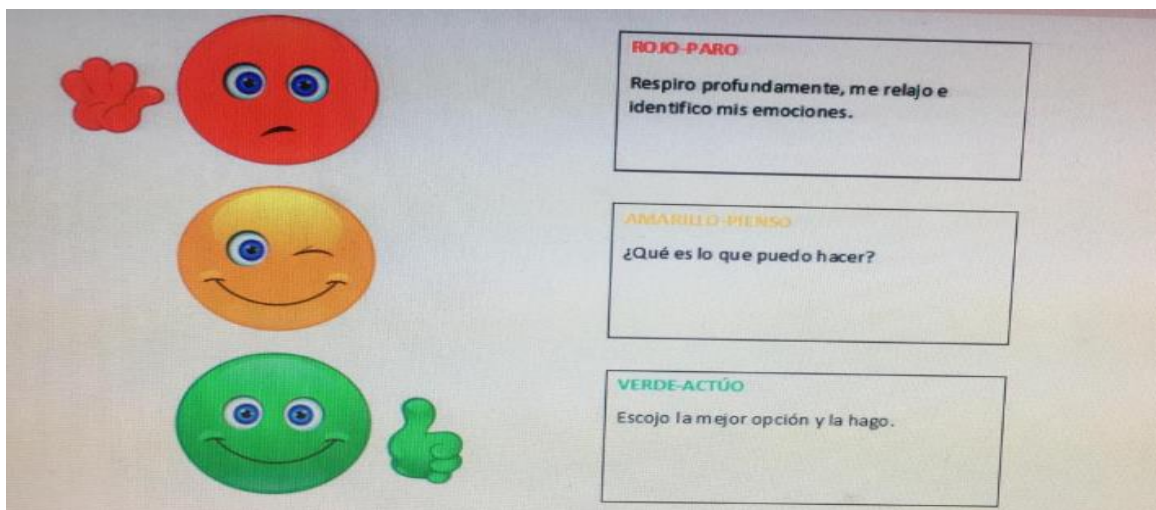 ROJO-PARO
Respiro profundamente, me relajo e
identifico mis emociones.
AMARILLO-PIENSO
¿Qué es lo que puedo hacer?
VERDE-ACTÚO
Escojo la mejor opción y la hago.